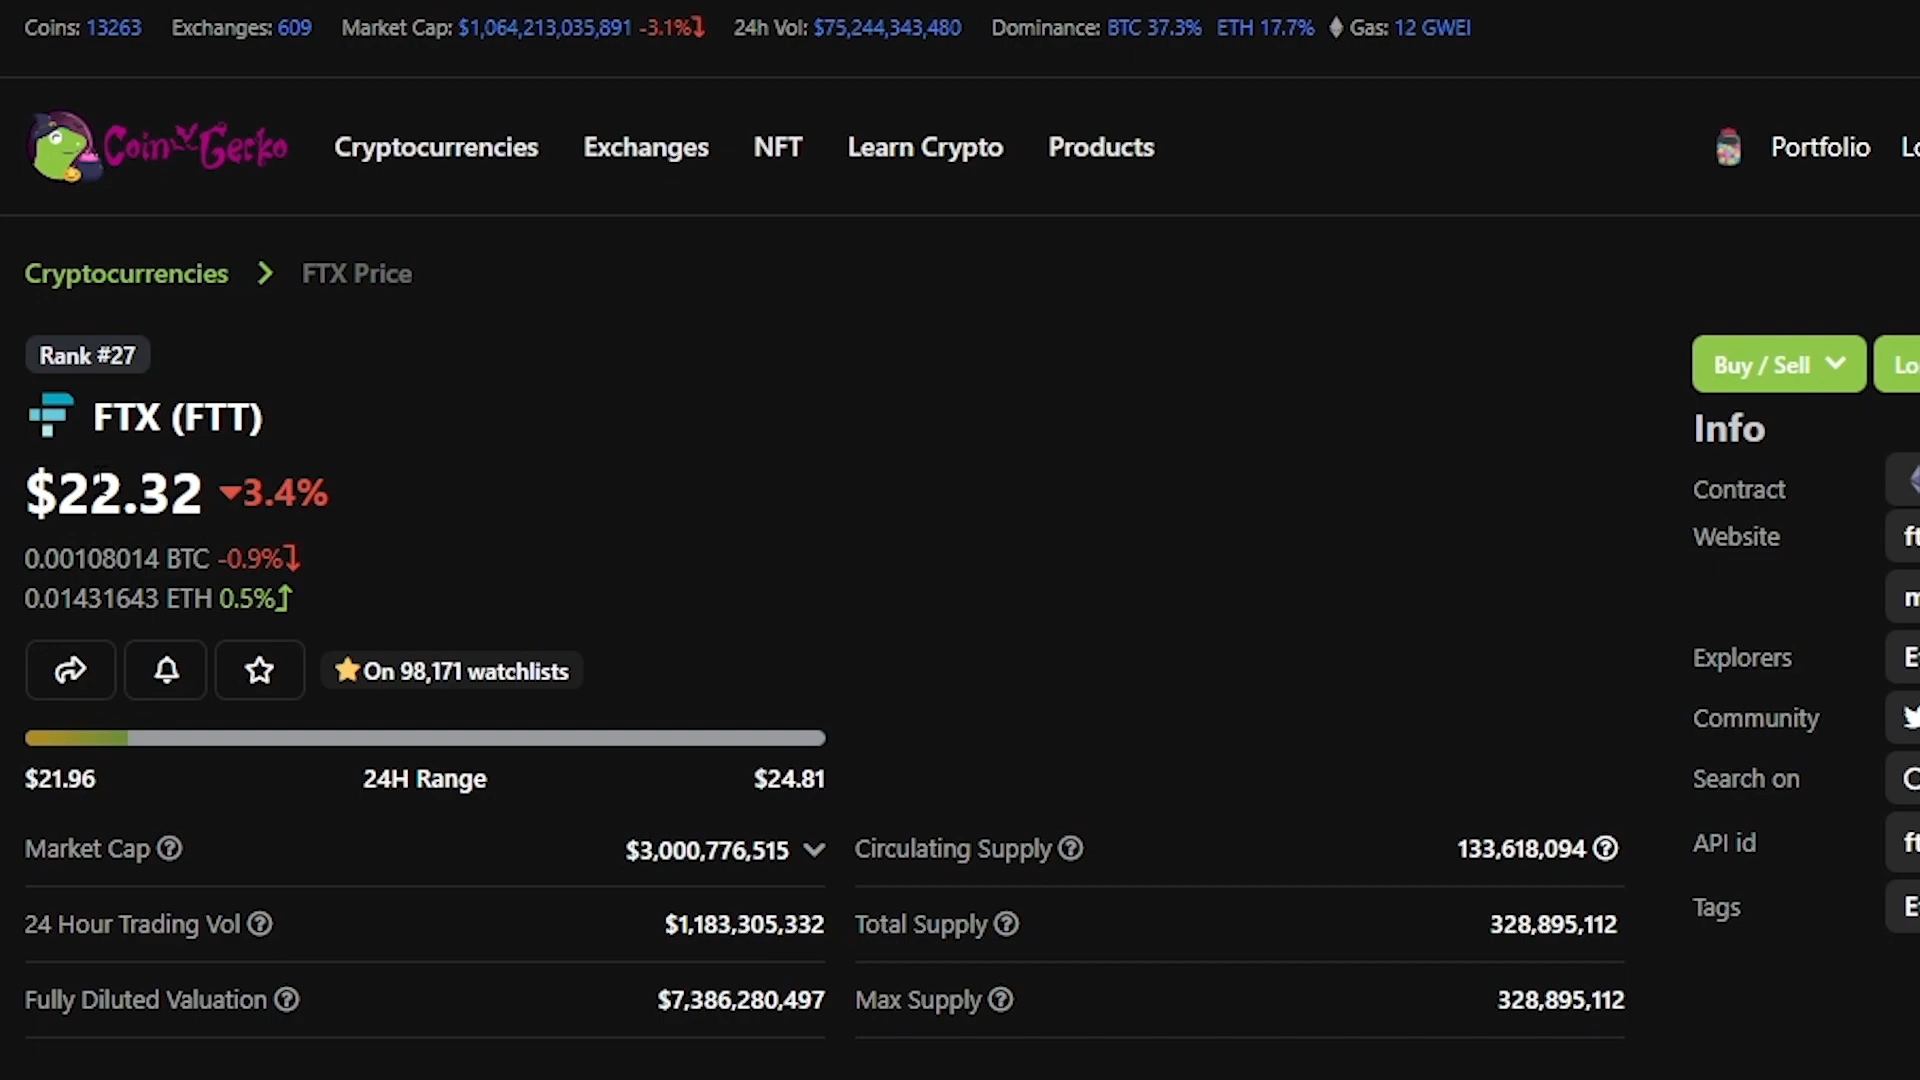 Coins: 13263 Exchanges: 609 Market Cap: $1,064,213,035,891 -3.1% 24h Vol: $75,244,343,480 Dominance: BTC 37.3% ETH 17.7% Gas: 12 GWEI
CoinGecko Cryptocurrencies Exchanges NFT Learn Crypto Products Portfolio
Cryptocurrencies FTX Price
Rank #27
Buy / Sell
FTX (FTT)
Info
$22.32 3.4%
Contract
Website
0.00108014 BTC -0.9%
0.01431643 ETH 0.5%
On 98,171 watchlists
Explorers
Community
$21.96 24H Range $24.81
Search on
Market Cap $3,000,776,515 Circulating Supply 133,618,094
API id
Tags
24 Hour Trading Vol $1,183,305,332 Total Supply 328,895,112
Fully Diluted Valuation $7,386,280,497 Max Supply 328,895,112